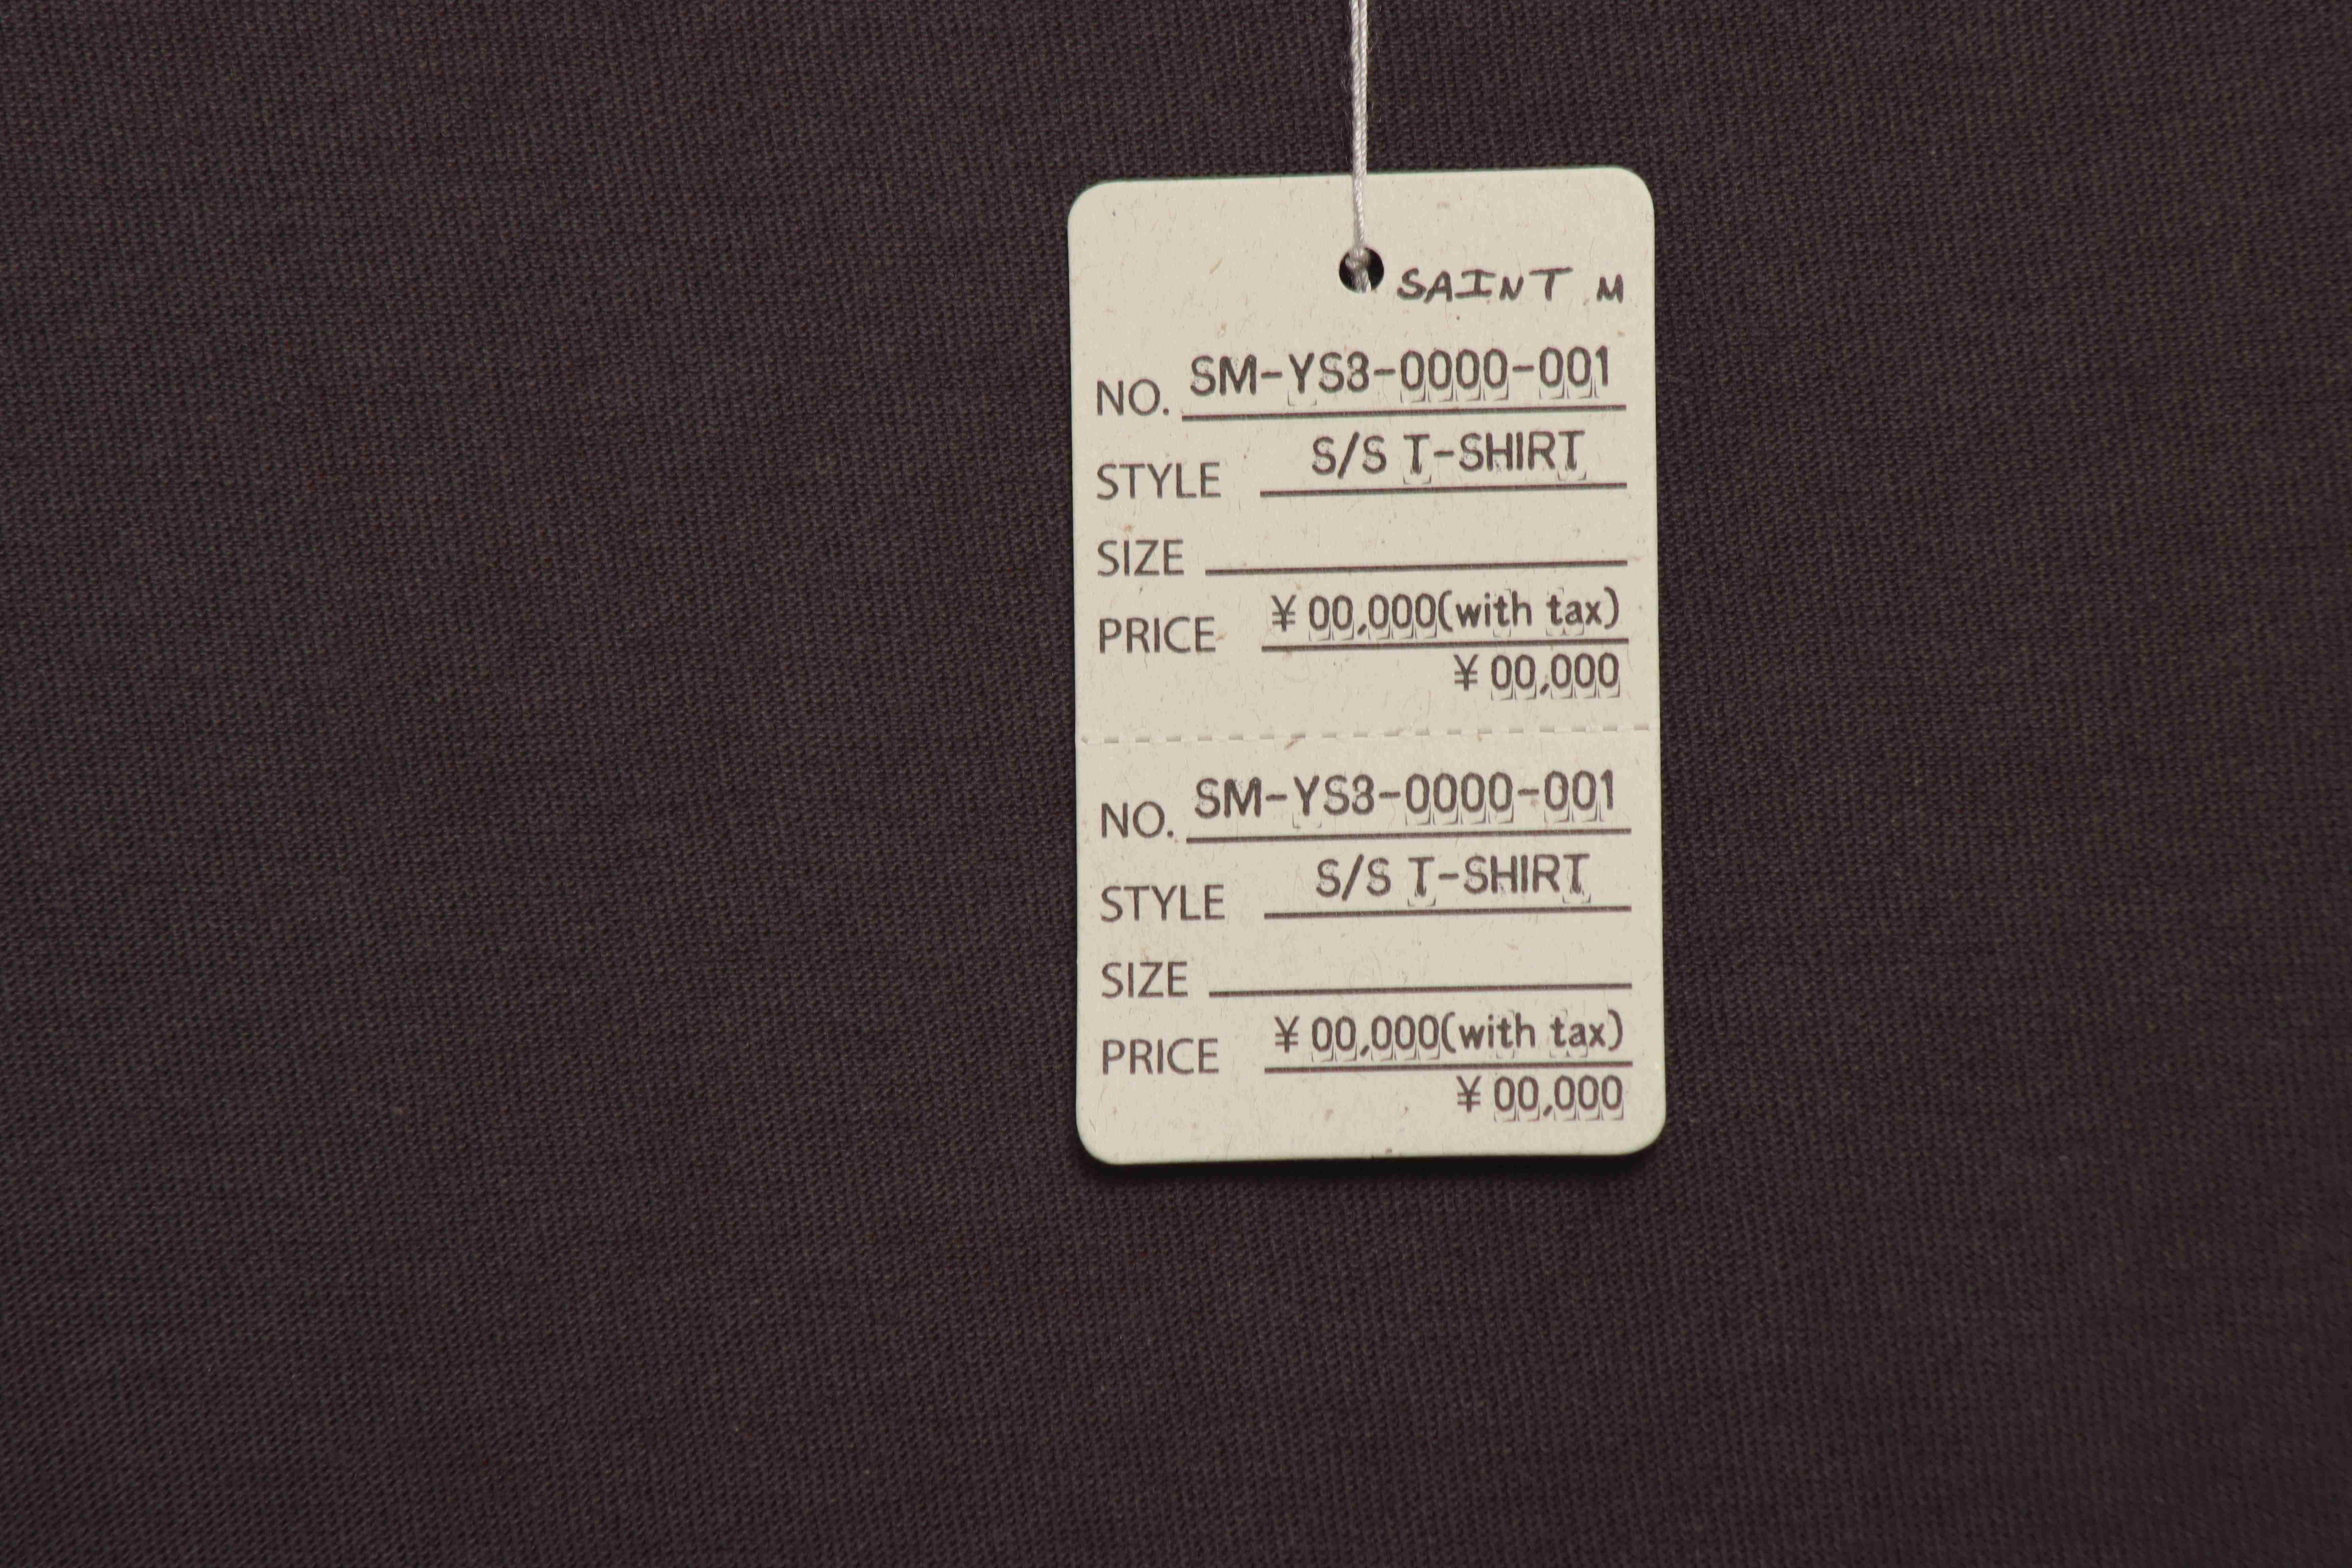 SAINT M
NO. SM-YS3-0000-001
STYLE S/S T-SHIRT
SIZE
PRICE ¥00,000(with tax)
¥00,000
NO. SM-YS3-0000-001
STYLE S/S T-SHIRT
SIZE
PRICE ¥00,000(with tax)
¥00,000